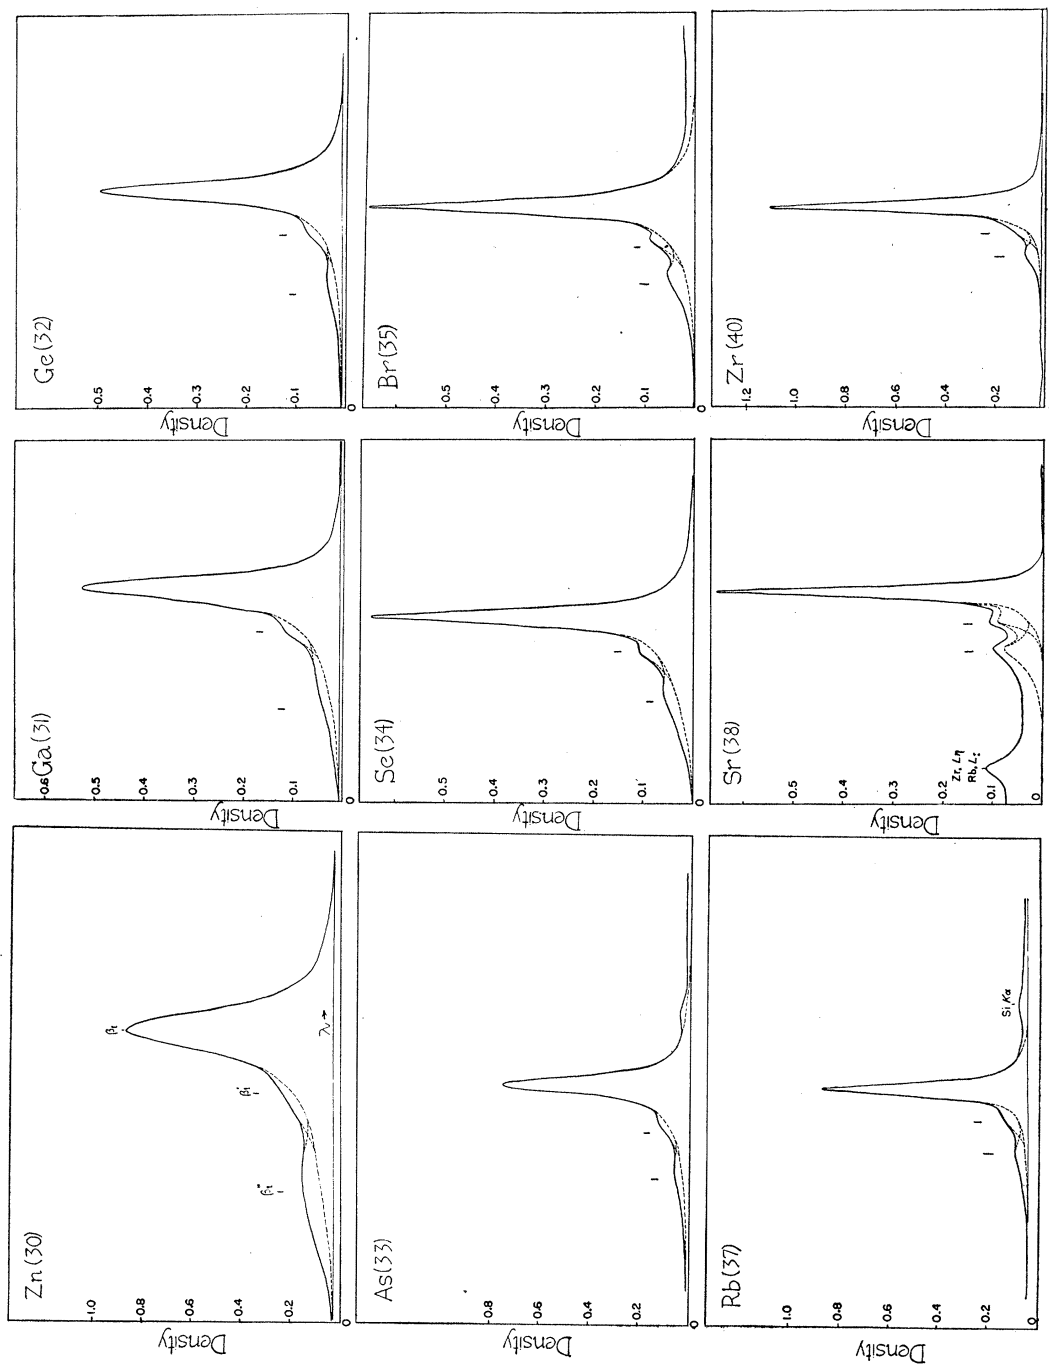 Zn(30)
Density
1.0
0.8
0.6
0.4
0.2
0
β₁
β₁'
β₁"
λ→
Ga(31)
Density
0.6
0.5
0.4
0.3
0.2
0.1
0
Ge(32)
Density
0.5
0.4
0.3
0.2
0.1
0
As(33)
Density
0.8
0.6
0.4
0.2
0
Se(34)
Density
0.5
0.4
0.3
0.2
0.1
0
Br(35)
Density
0.5
0.4
0.3
0.2
0.1
0
Rb(37)
Density
1.0
0.8
0.6
0.4
0.2
0
Si,Kα
Sr(38)
Density
0.5
0.4
0.3
0.2
0.1
0
Zr, Lη
Rb,
Zr(40)
Density
1.2
1.0
0.8
0.6
0.4
0.2